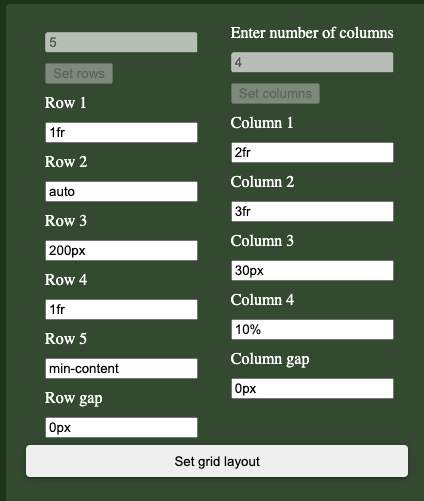 5
Set rows
Row 1
1fr
Row 2
auto
Row 3
200px
Row 4
1fr
Row 5
min-content
Row gap
0px
Enter number of columns
4
Set columns
Column 1
2fr
Column 2
3fr
Column 3
30px
Column 4
10%
Column gap
0px
Set grid layout